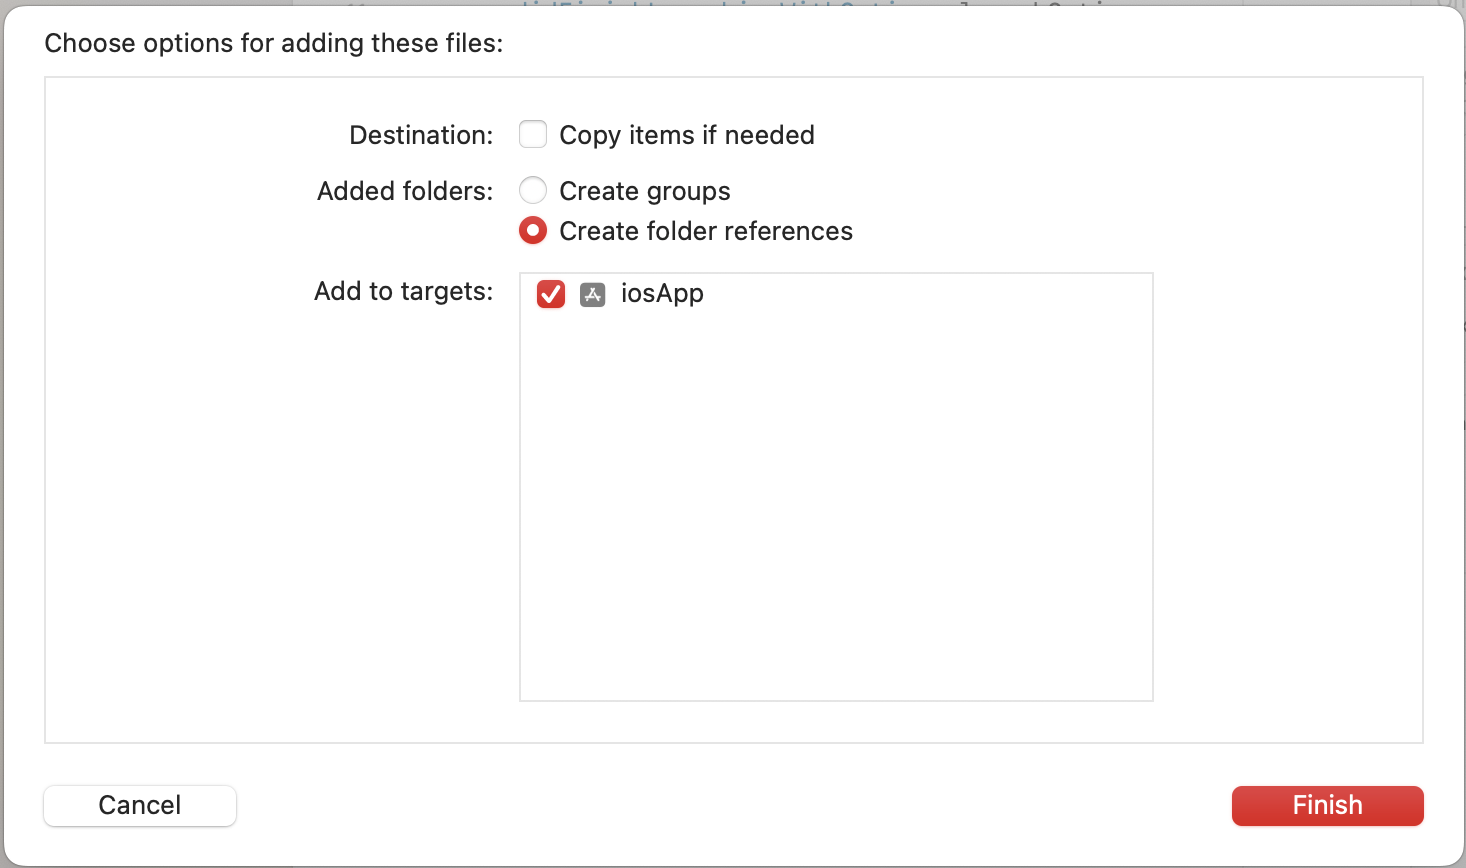 Choose options for adding these files:
Destination: Copy items if needed
Added folders: Create groups
Create folder references
Add to targets: iosApp
Cancel Finish